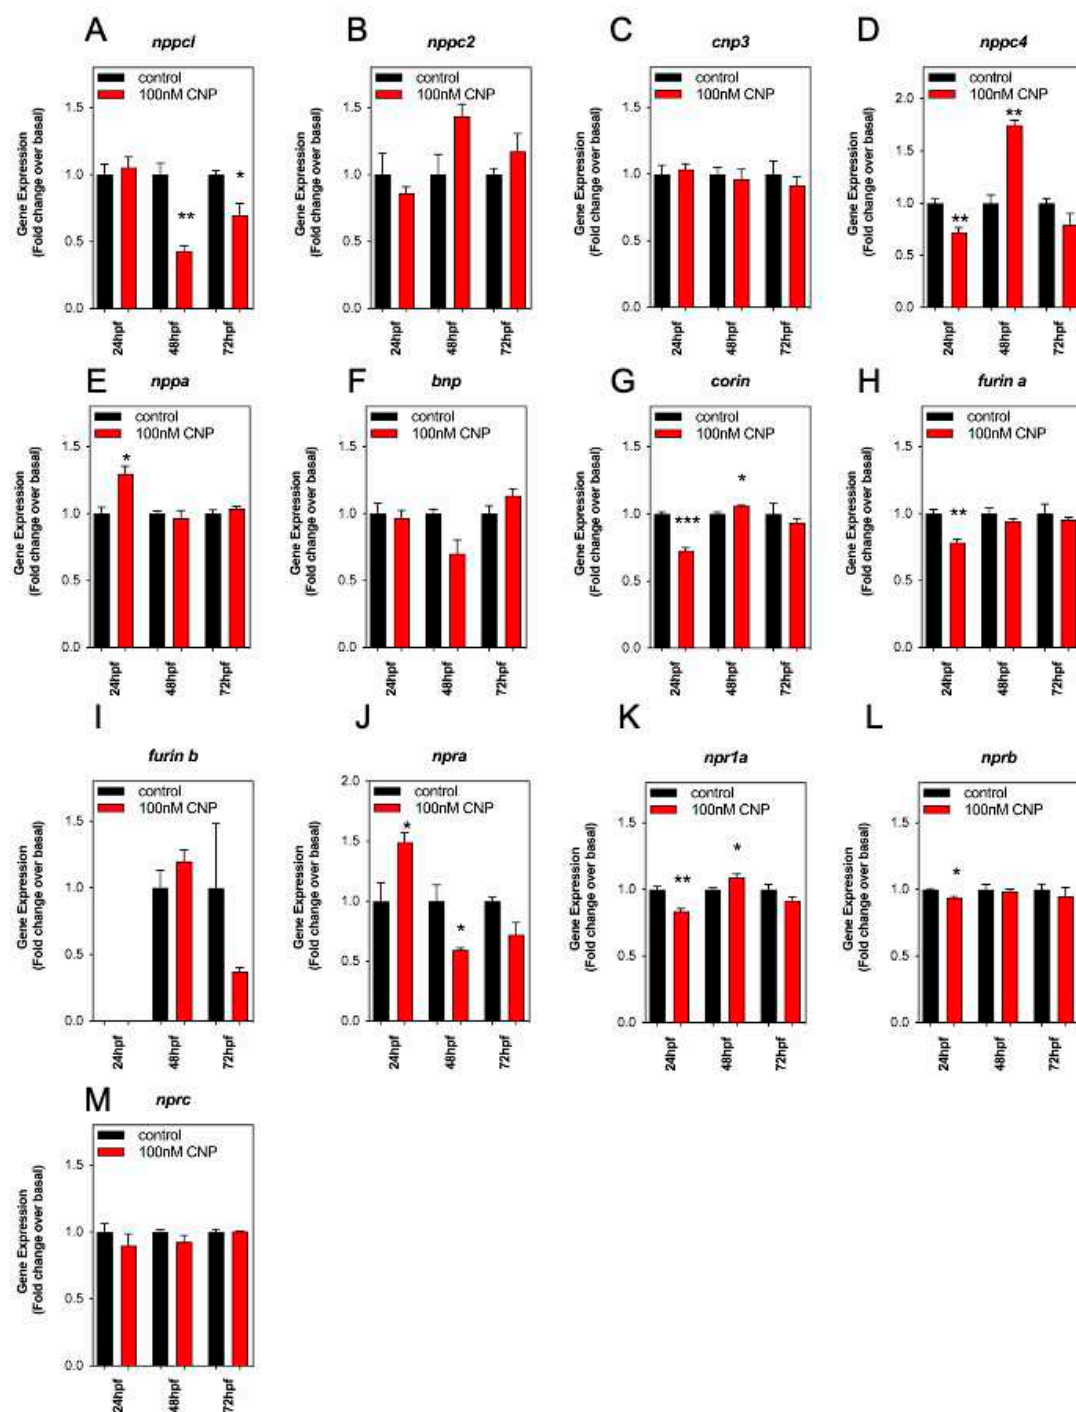 A
nppcl
Gene Expression
(Fold change over basal)
control
100nM CNP
1.5
1.0
0.5
0.0
24hpf
48hpf
72hpf
**
*
B
nppc2
Gene Expression
(Fold change over basal)
control
100nM CNP
1.5
1.0
0.5
0.0
24hpf
48hpf
72hpf
C
cnp3
Gene Expression
(Fold change over basal)
control
100nM CNP
1.5
1.0
0.5
0.0
24hpf
48hpf
72hpf
D
nppc4
Gene Expression
(Fold change over basal)
control
100nM CNP
2.0
1.5
1.0
0.5
0.0
**
**
24hpf
48hpf
72hpf
E
nppa
Gene Expression
(Fold change over basal)
control
100nM CNP
1.5
1.0
0.5
0.0
*
24hpf
48hpf
72hpf
F
bnp
Gene Expression
(Fold change over basal)
control
100nM CNP
1.5
1.0
0.5
0.0
24hpf
48hpf
72hpf
G
corin
Gene Expression
(Fold change over basal)
control
100nM CNP
1.5
1.0
0.5
0.0
***
*
24hpf
48hpf
72hpf
H
furin a
Gene Expression
(Fold change over basal)
control
100nM CNP
1.5
1.0
0.5
0.0
**
24hpf
48hpf
72hpf
I
furin b
Gene Expression
(Fold change over basal)
control
100nM CNP
1.5
1.0
0.5
0.0
24hpf
48hpf
72hpf
J
npra
Gene Expression
(Fold change over basal)
control
100nM CNP
2.0
1.5
1.0
0.5
0.0
*
*
24hpf
48hpf
72hpf
K
npr1a
Gene Expression
(Fold change over basal)
control
100nM CNP
1.5
1.0
0.5
0.0
**
*
24hpf
48hpf
72hpf
L
nprb
Gene Expression
(Fold change over basal)
control
100nM CNP
1.5
1.0
0.5
0.0
*
24hpf
48hpf
72hpf
M
nprc
Gene Expression
(Fold change over basal)
control
100nM CNP
1.5
1.0
0.5
0.0
24hpf
48hpf
72hpf